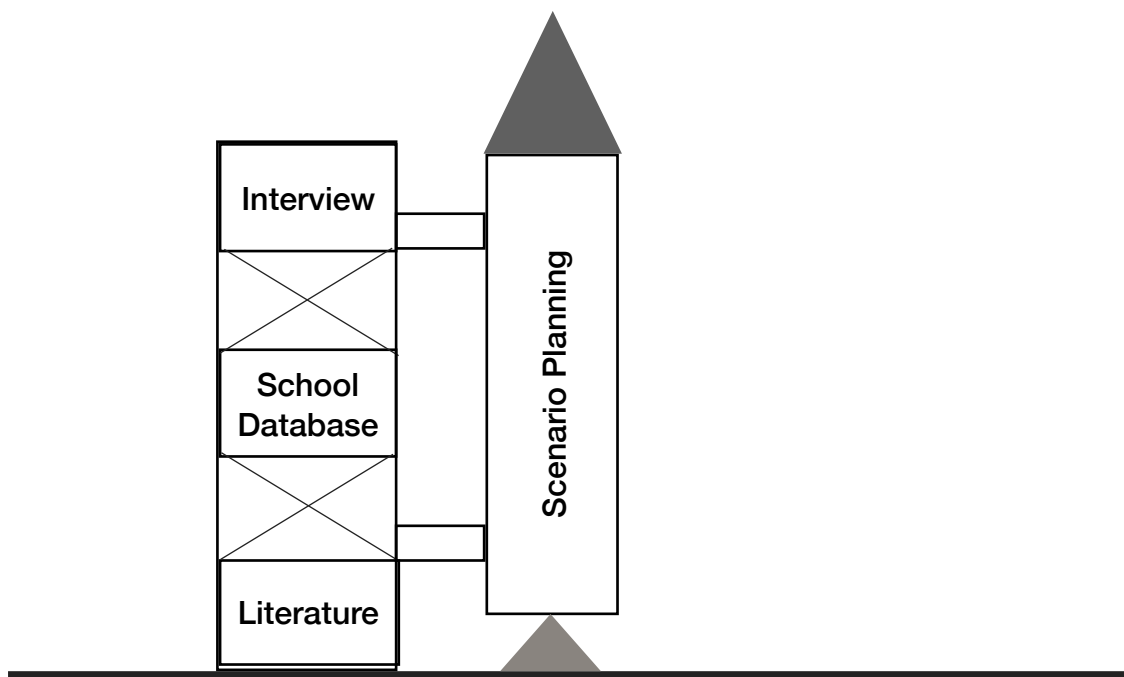 Interview
School
Database
Literature
Scenario Planning